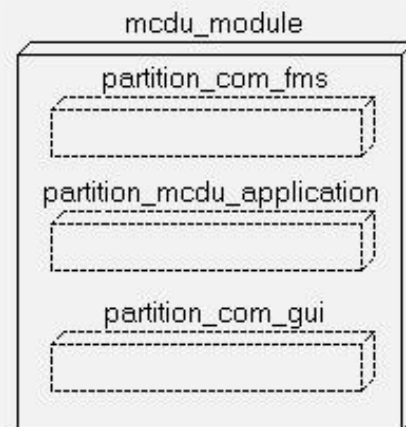 mcdu_module
partition_com_fms
partition_mcdu_application
partition_com_gui